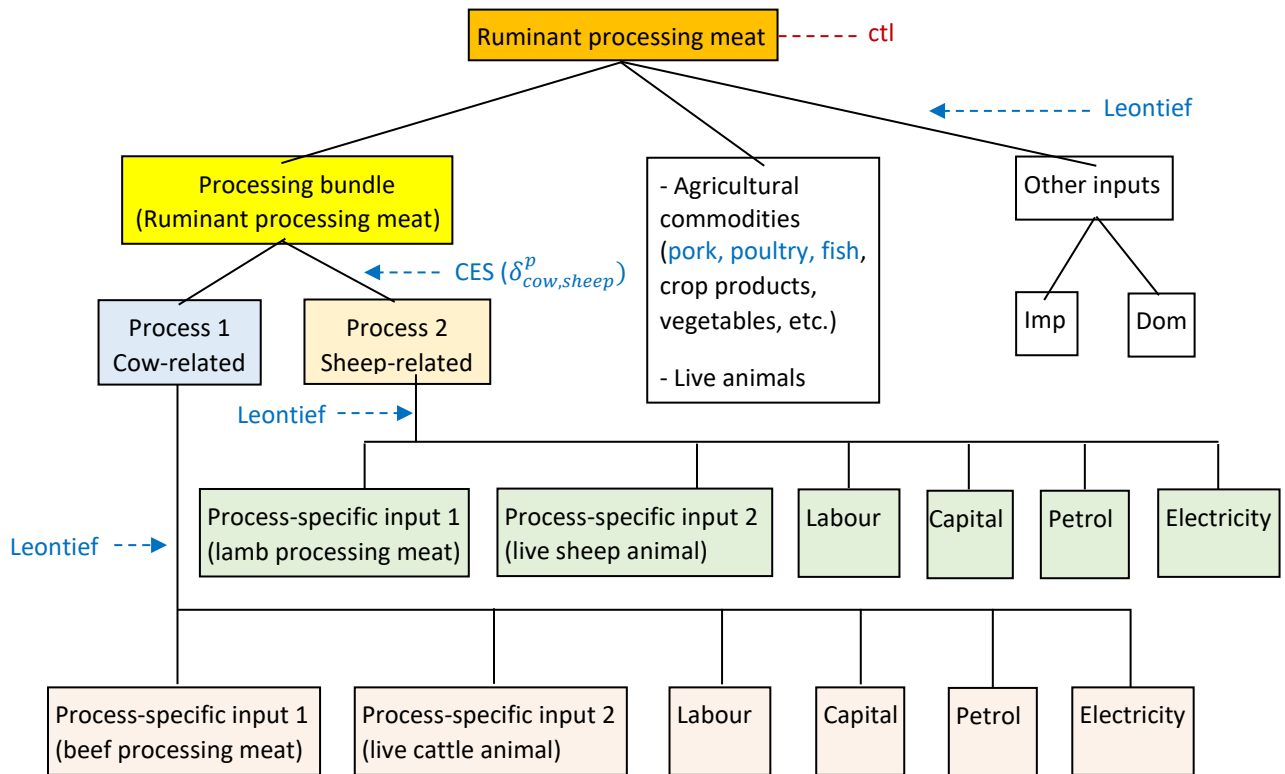 Ruminant processing meat
ctl
Leontief
Processing bundle
(Ruminant processing meat)
- Agricultural
commodities
(pork, poultry, fish,
crop products,
vegetables, etc.)
- Live animals
Other inputs
CES (δ^p_{cow,sheep})
Imp
Dom
Process 1
Cow-related
Process 2
Sheep-related
Leontief
Process-specific input 1
(lamb processing meat)
Process-specific input 2
(live sheep animal)
Labour
Capital
Petrol
Electricity
Leontief
Process-specific input 1
(beef processing meat)
Process-specific input 2
(live cattle animal)
Labour
Capital
Petrol
Electricity